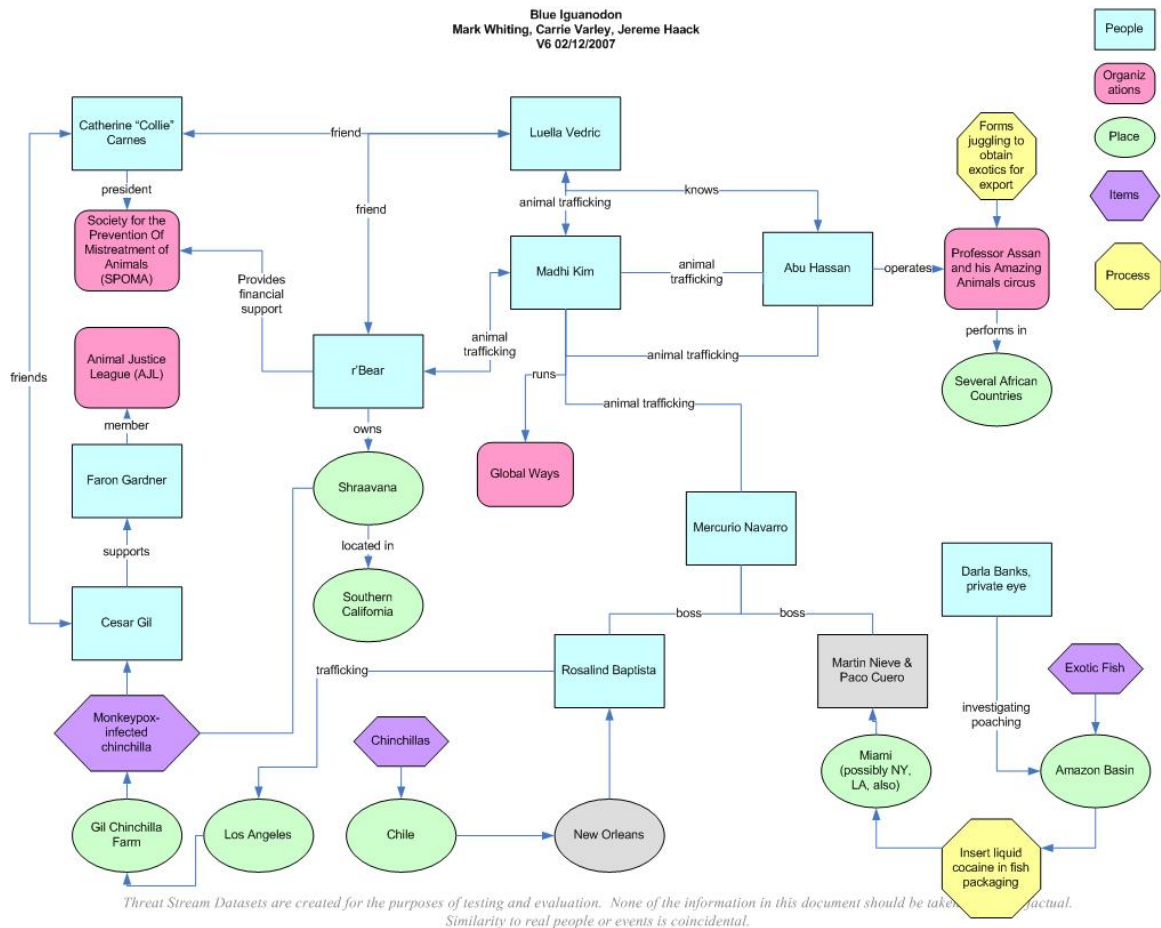 Blue Iguanodon
Mark Whiting, Carrie Varley, Jereme Haack
V6 02/12/2007
People
Organiz
ations
Place
Items
Process
Catherine “Collie”
Carnes
friend
Luella Vedric
Forms
juggling to
obtain
exotics for
export
president
friend
animal trafficking
knows
Society for the
Prevention Of
Mistreatment of
Animals
(SPOMA)
Provides
financial
support
Madhi Kim
animal
trafficking
Abu Hassan
operates
Professor Assan
and his Amazing
Animals circus
performs in
Several African
Countries
animal
trafficking
animal trafficking
friends
Animal Justice
League (AJL)
r’Bear
runs
animal trafficking
member
owns
Faron Gardner
Shraavana
Global Ways
Mercurio Navarro
supports
located in
Southern
California
Cesar Gil
boss
boss
Darla Banks,
private eye
trafficking
Rosalind Baptista
Martin Nieve &
Paco Cuero
Exotic Fish
investigating
poaching
Monkeypox-
infected
chinchilla
Chinchillas
Miami
(possibly NY,
LA, also)
Amazon Basin
Gil Chinchilla
Farm
Los Angeles
Chile
New Orleans
Insert liquid
cocaine in fish
packaging
Threat Stream Datasets are created for the purposes of testing and evaluation. None of the information in this document should be taken factual.
Similarity to real people or events is coincidental.